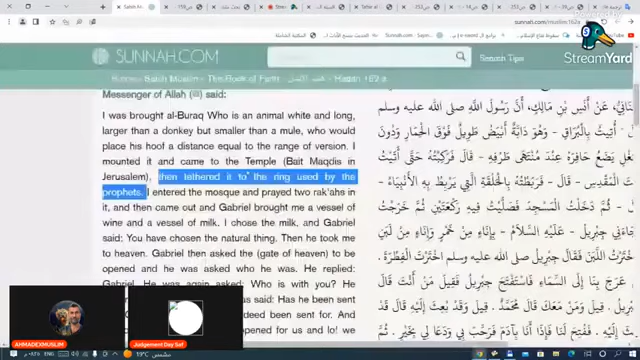 sunnah.com/muslim:162a
SUNNAH.COM
Search
Search Tips
StreamYard
Messenger of Allah (ﷺ) said:
I was brought al-Buraq Who is an animal white and long,
larger than a donkey but smaller than a mule, who would
place his hoof a distance equal to the range of version. I
mounted it and came to the Temple (Bait Maqdis in
Jerusalem), then tethered it to the ring used by the
prophets. I entered the mosque and prayed two rak'ahs in
it, and then came out and Gabriel brought me a vessel of
wine and a vessel of milk. I chose the milk, and Gabriel
said: You have chosen the natural thing. Then he took me
to heaven. Gabriel then asked the (gate of heaven) to be
opened and he was asked who he was. He replied:
Gabriel. He was again asked: Who is with you? He
us said: Has he been sent
deed been sent for. And
opened for us and lo! we
عَنْ أَنَسِ بْنِ مَالِكٍ، أَنَّ رَسُولَ اللَّهِ صلى الله عليه وسلم
أُتِيتُ بِالْبُرَاقِ - وَهُوَ دَابَّةٌ أَبْيَضُ طَوِيلٌ فَوْقَ الْحِمَارِ وَدُونَ
يَضَعُ حَافِرَهُ عِنْدَ مُنْتَهَى طَرْفِهِ - قَالَ - فَرَكِبْتُهُ حَتَّى أَتَيْتُ
الْمَقْدِسِ - قَالَ - فَرَبَطْتُهُ بِالْحَلْقَةِ الَّتِي يَرْبِطُ بِهِ الأَنْبِيَاءُ
- ثُمَّ دَخَلْتُ الْمَسْجِدَ فَصَلَّيْتُ فِيهِ رَكْعَتَيْنِ ثُمَّ خَرَجْتُ
جِبْرِيلُ - عَلَيْهِ السَّلاَمُ - بِإِنَاءٍ مِنْ خَمْرٍ وَإِنَاءٍ مِنْ لَبَنٍ
اللَّبَنَ فَقَالَ جِبْرِيلُ صلى الله عليه وسلم اخْتَرْتَ الْفِطْرَةَ
عَرَجَ بِنَا إِلَى السَّمَاءِ فَاسْتَفْتَحَ جِبْرِيلُ فَقِيلَ مَنْ أَنْتَ قَالَ
قِيلَ وَمَنْ مَعَكَ قَالَ مُحَمَّدٌ . قِيلَ وَقَدْ بُعِثَ إِلَيْهِ قَالَ قَدْ
فَفُتِحَ لَنَا فَإِذَا أَنَا بِآدَمَ فَرَحَّبَ بِي وَدَعَا لِي بِخَيْرٍ
AHMADEXMUSLIM
Judgement Day Saf